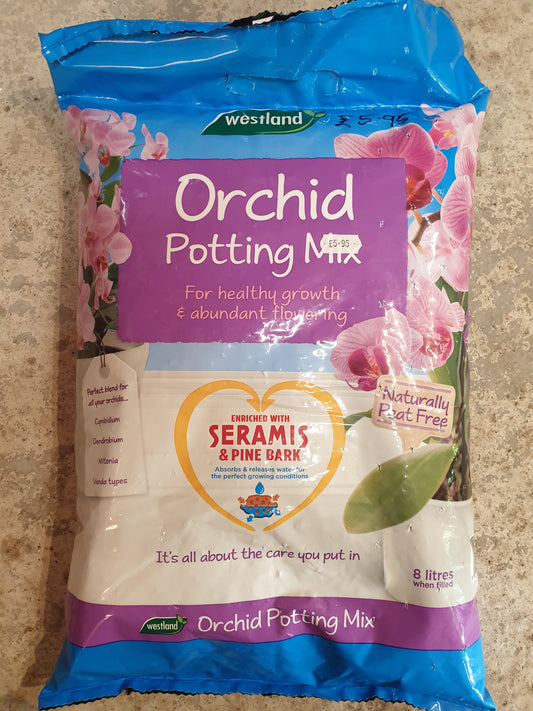 westland
£5.95
Orchid
Potting Mix
£5.95
For healthy growth
& abundant flowering
Perfect blend for
all your orchids...
Cymbidium
Dendrobium
Miltonia
Vanda types
Naturally
Peat Free
ENRICHED WITH
SERAMIS
& PINE BARK
Absorbs & releases water for
the perfect growing conditions
It's all about the care you put in
8 litres
when filled
westland Orchid Potting Mix